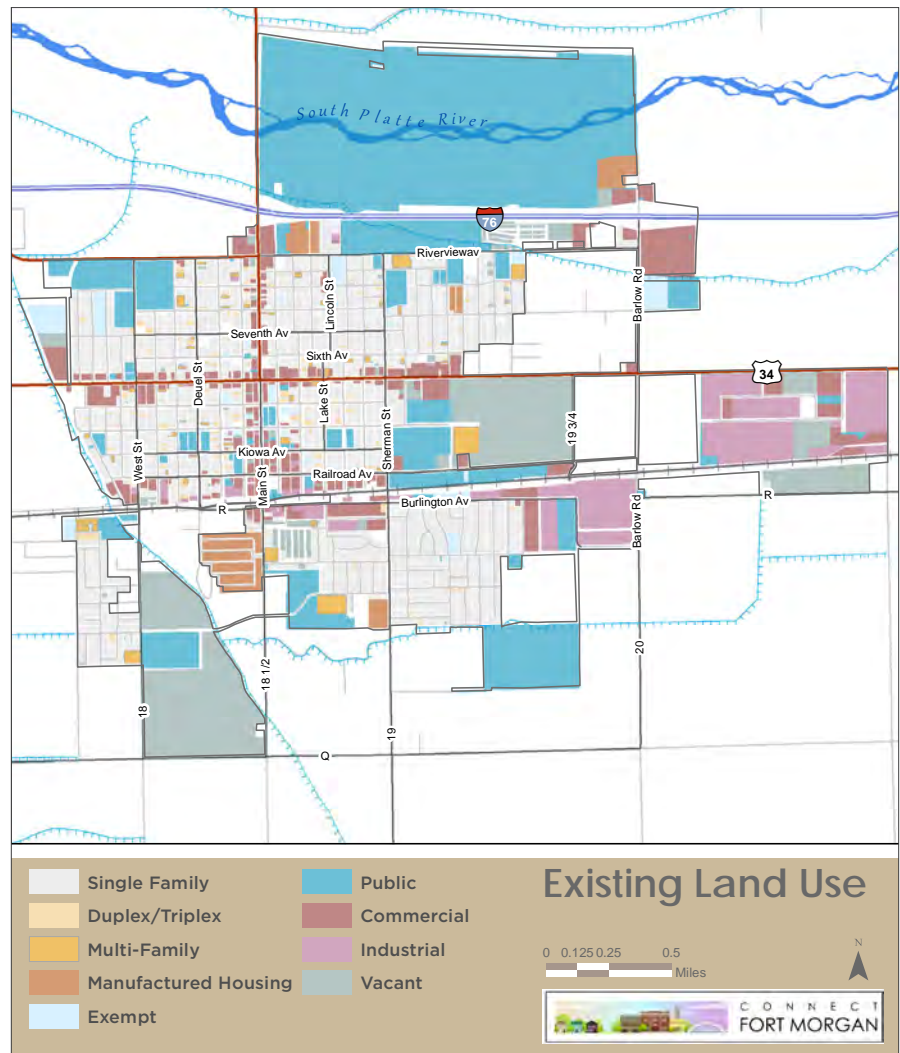 South Platte River
76
Riverviewav
Lincoln St
Barlow Rd
Seventh Av
Sixth Av
Deuel St
34
Lake St
Sherman St
19 3/4
West St
Kiowa Av
Main St
Railroad Av
Burlington Av
R
R
Barlow Rd
18 1/2
20
18
19
Q
Existing Land Use
Single Family
Duplex/Triplex
Multi-Family
Manufactured Housing
Exempt
Public
Commercial
Industrial
Vacant
0 0.125 0.25 0.5
Miles
N
CONNECT
FORT MORGAN